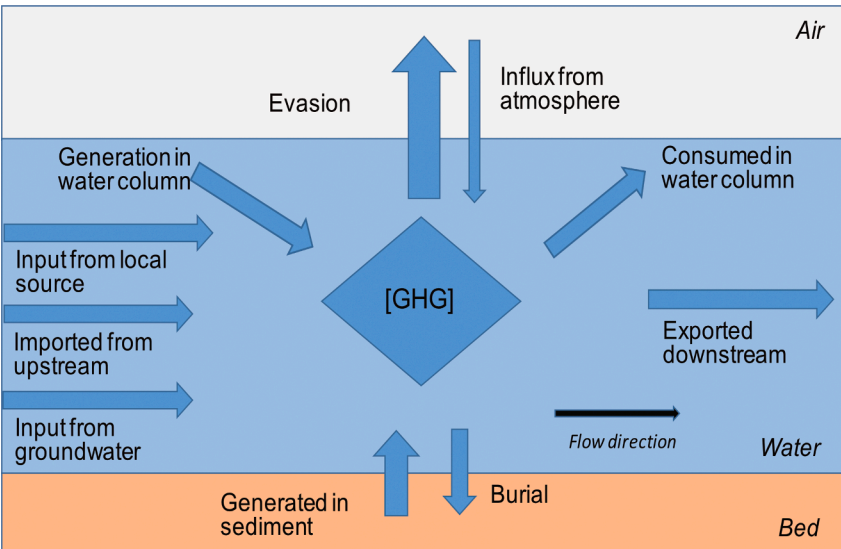 Air
Evasion
Influx from
atmosphere
Generation in
water column
Consumed in
water column
Input from local
source
[GHG]
Imported from
upstream
Exported
downstream
Input from
groundwater
Flow direction
Water
Generated in
sediment
Burial
Bed